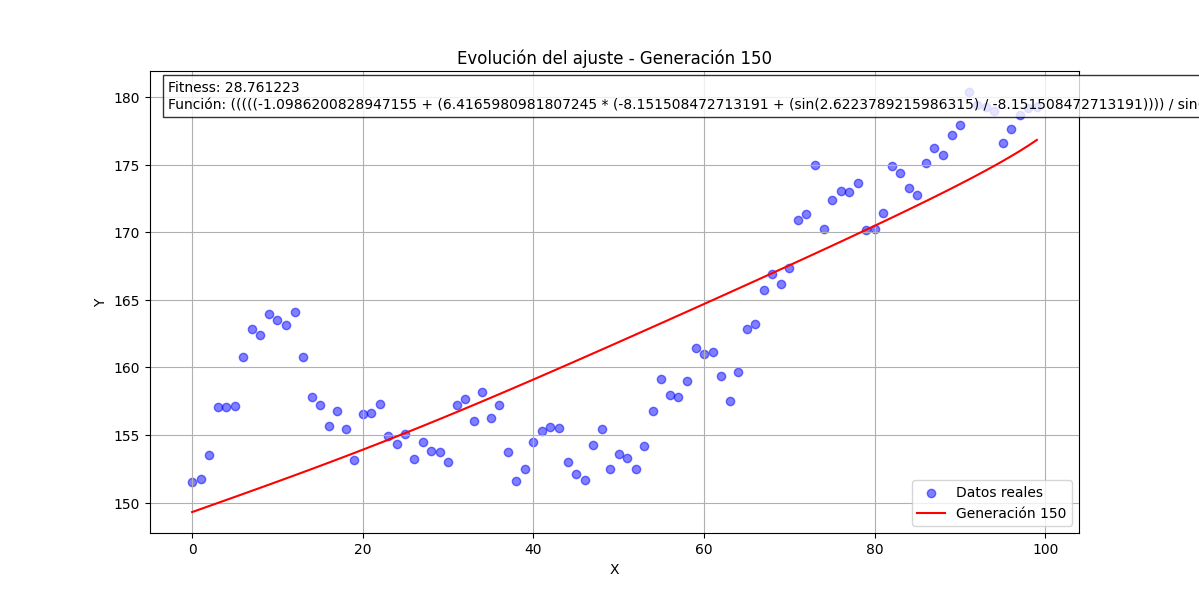 Evolución del ajuste - Generación 150
Fitness: 28.761223
Función: (((((-1.0986200828947155 + (6.4165980981807245 * (-8.151508472713191 + (sin(2.6223789215986315) / -8.151508472713191)))) / sin
180
175
170
165
160
155
150
Y
Datos reales
Generación 150
0 20 40 60 80 100
X